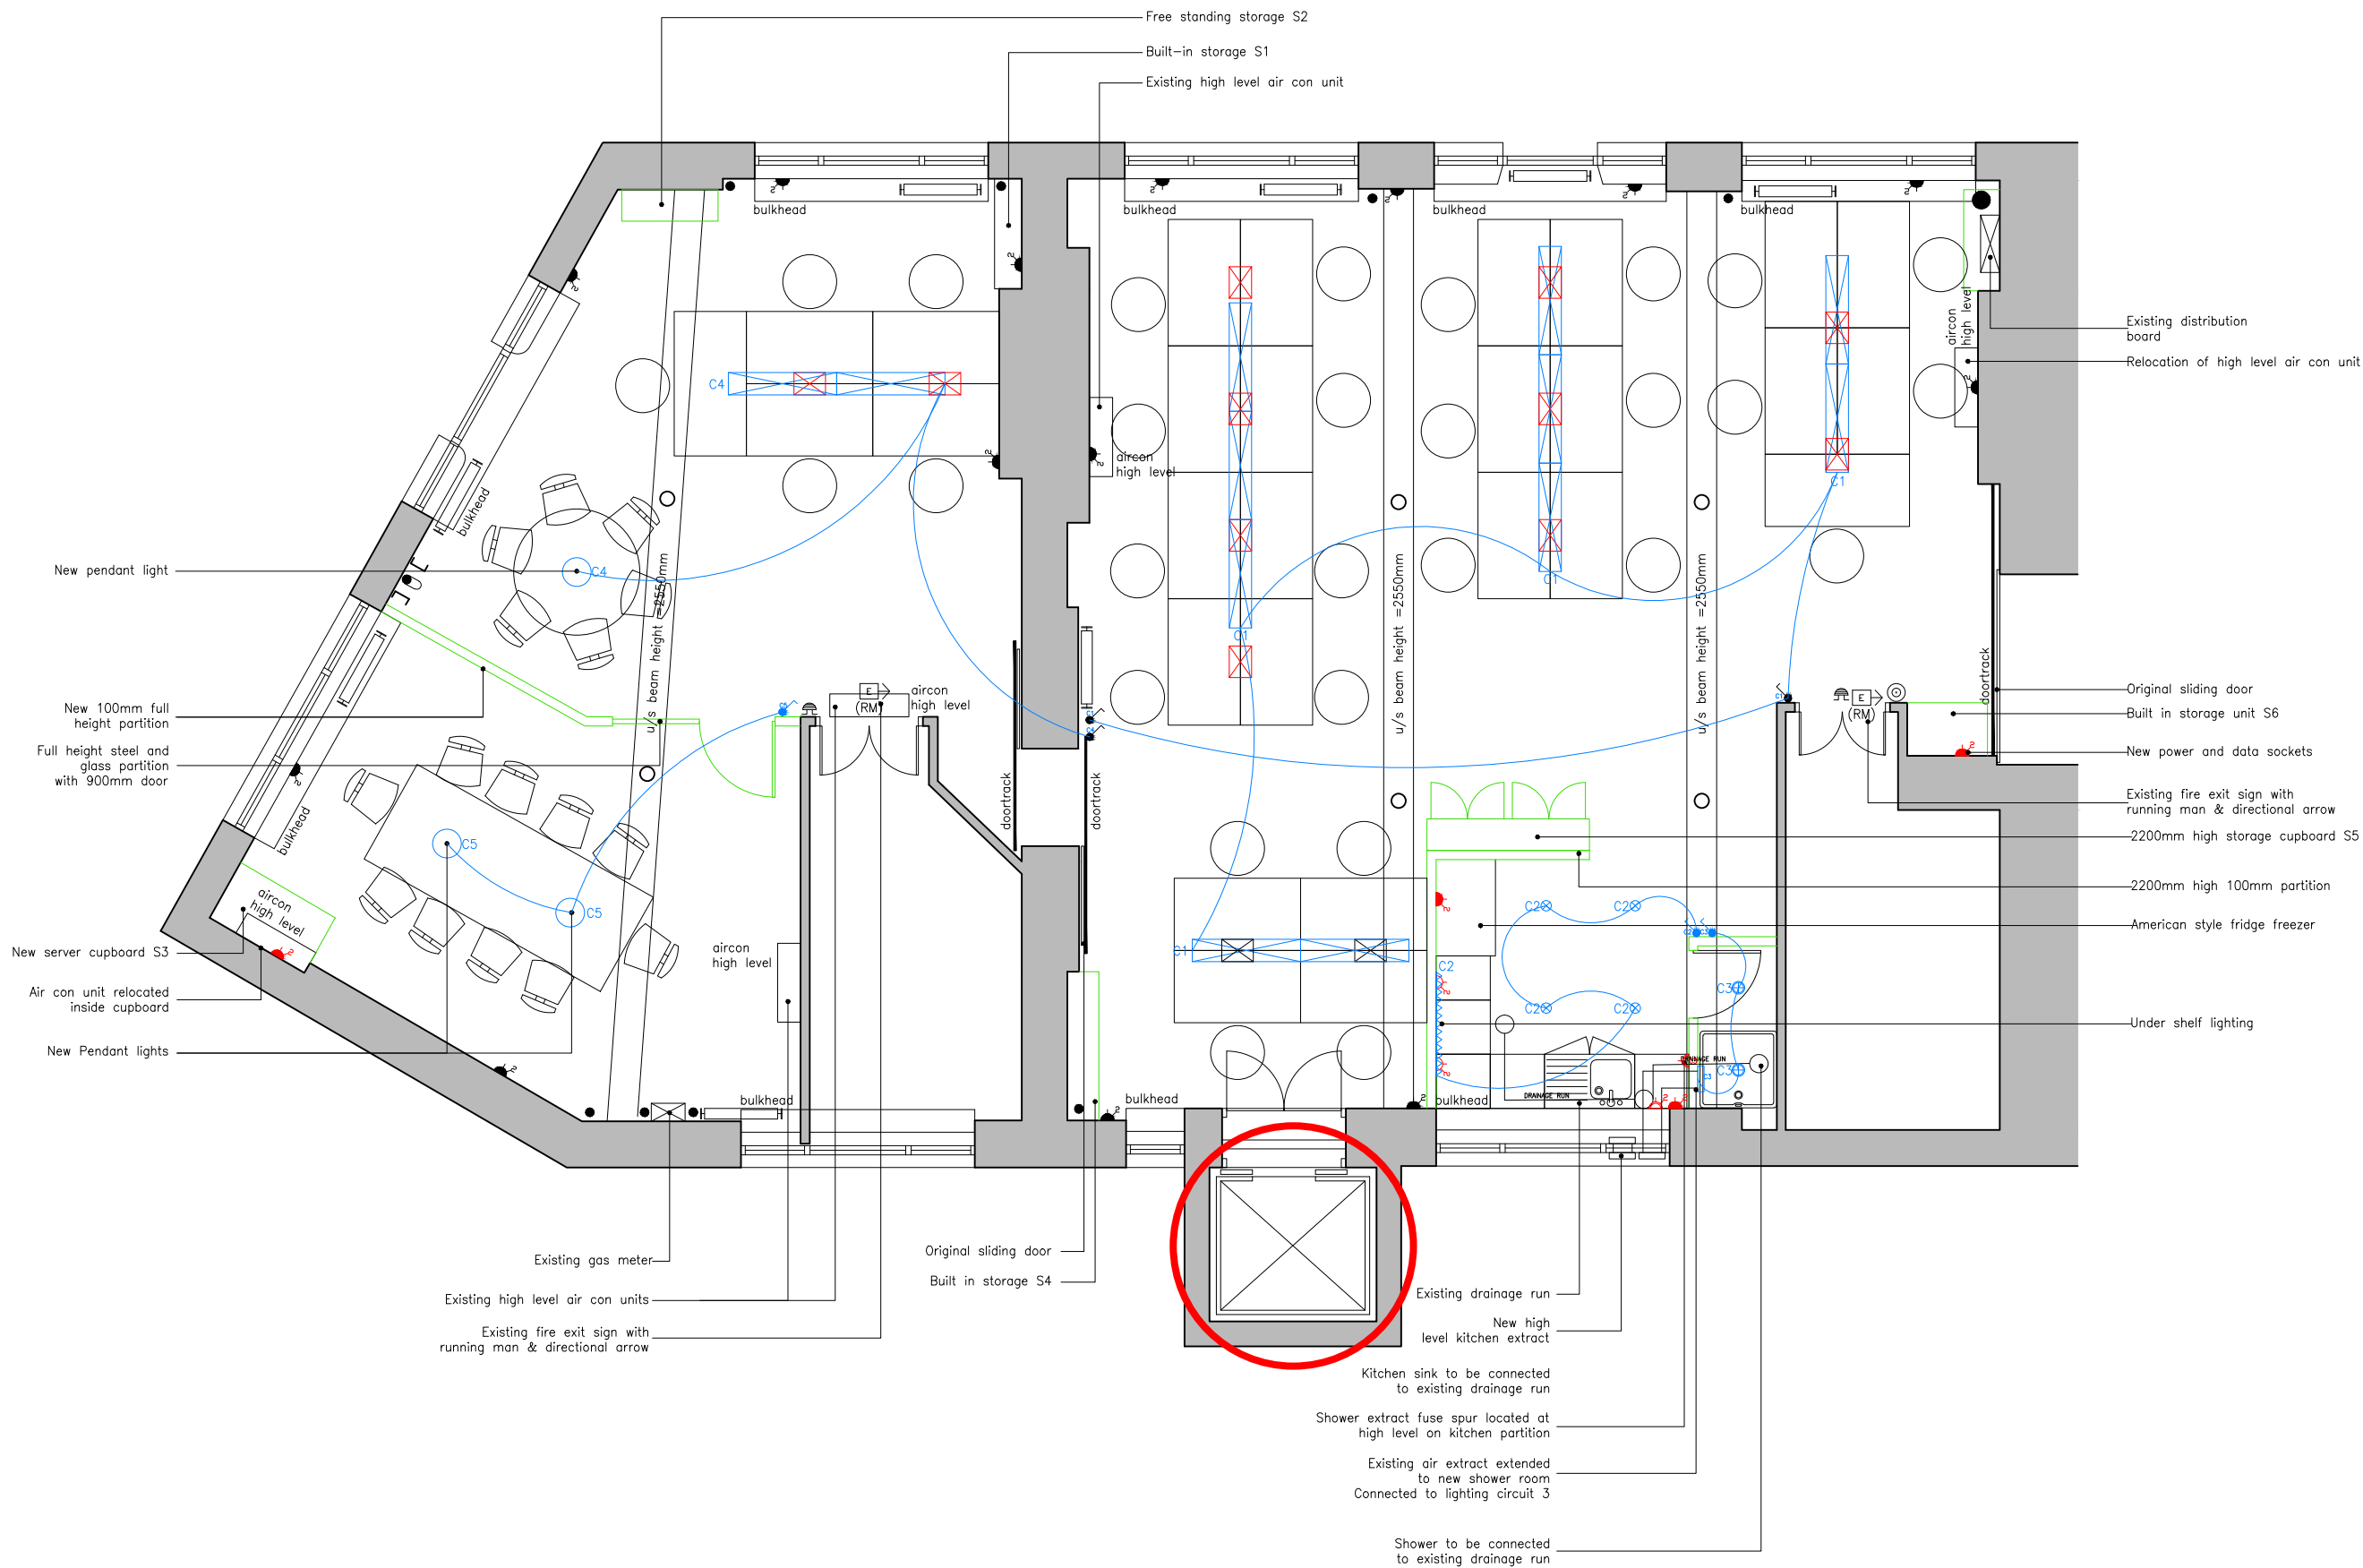 Free standing storage S2
Built-in storage S1
Existing high level air con unit
bulkhead
bulkhead
bulkhead
bulkhead
aircon
high level
Existing distribution
board
Relocation of high level air con unit
C4
aircon
high level
C1
bulkhead
New pendant light
C4
C1
C1
u/s beam height =2550mm
u/s beam height =2550mm
u/s beam height =2550mm
doortrack
New 100mm full
height partition
E
(RM)
aircon
high level
E
(RM)
Original sliding door
Built in storage unit S6
Full height steel and
glass partition
with 900mm door
New power and data sockets
doortrack
doortrack
Existing fire exit sign with
running man & directional arrow
bulkhead
C5
2200mm high storage cupboard S5
2200mm high 100mm partition
aircon
high level
C5
C2
C2
American style fridge freezer
New server cupboard S3
aircon
high level
C1
C2
Air con unit relocated
inside cupboard
C3
C2
C2
Under shelf lighting
New Pendant lights
DRAINAGE RUN
C3
C3
DRAINAGE RUN
bulkhead
bulkhead
bulkhead
Existing gas meter
Original sliding door
Built in storage S4
Existing high level air con units
Existing drainage run
Existing fire exit sign with
running man & directional arrow
New high
level kitchen extract
Kitchen sink to be connected
to existing drainage run
Shower extract fuse spur located at
high level on kitchen partition
Existing air extract extended
to new shower room
Connected to lighting circuit 3
Shower to be connected
to existing drainage run